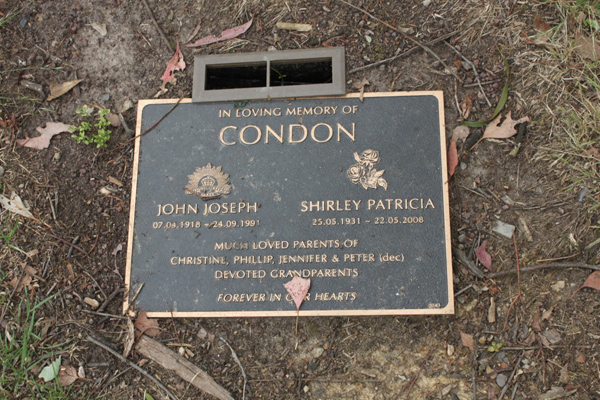 IN LOVING MEMORY OF
CONDON
JOHN JOSEPH
07.04.1918 ~ 24.09.1991
SHIRLEY PATRICIA
25.05.1931 ~ 22.05.2008
MUCH LOVED PARENTS OF
CHRISTINE, PHILLIP, JENNIFER & PETER (dec)
DEVOTED GRANDPARENTS
FOREVER IN OUR HEARTS